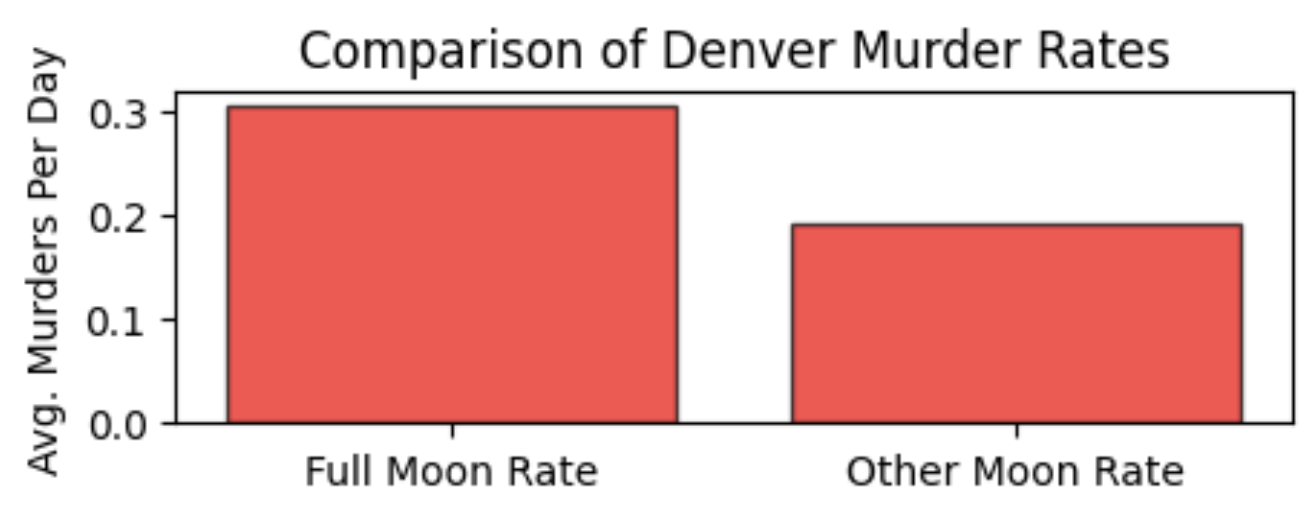 Comparison of Denver Murder Rates
Avg. Murders Per Day
0.3
0.2
0.1
0.0
Full Moon Rate
Other Moon Rate